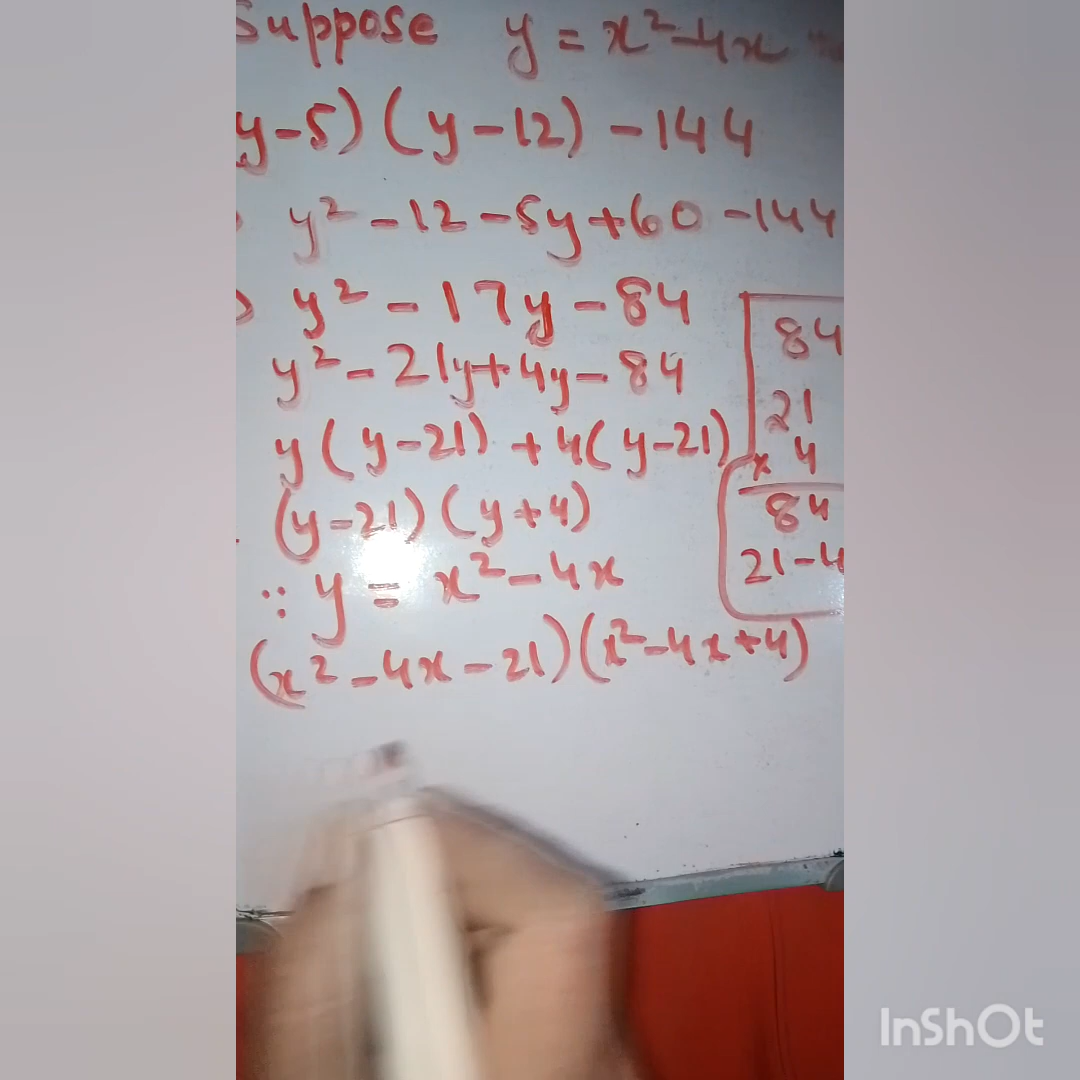 Suppose y = x² - 4x
y - 5) (y - 12) - 144
y² - 12 - 5y + 60 - 144
y² - 17y - 84
y² - 21y + 4y - 84
y (y - 21) + 4 (y - 21)
(y - 21) (y + 4)
∵ y = x² - 4x
(x² - 4x - 21) (x² - 4x + 4)
84
21
× 4
84
21 - 4
InShOt